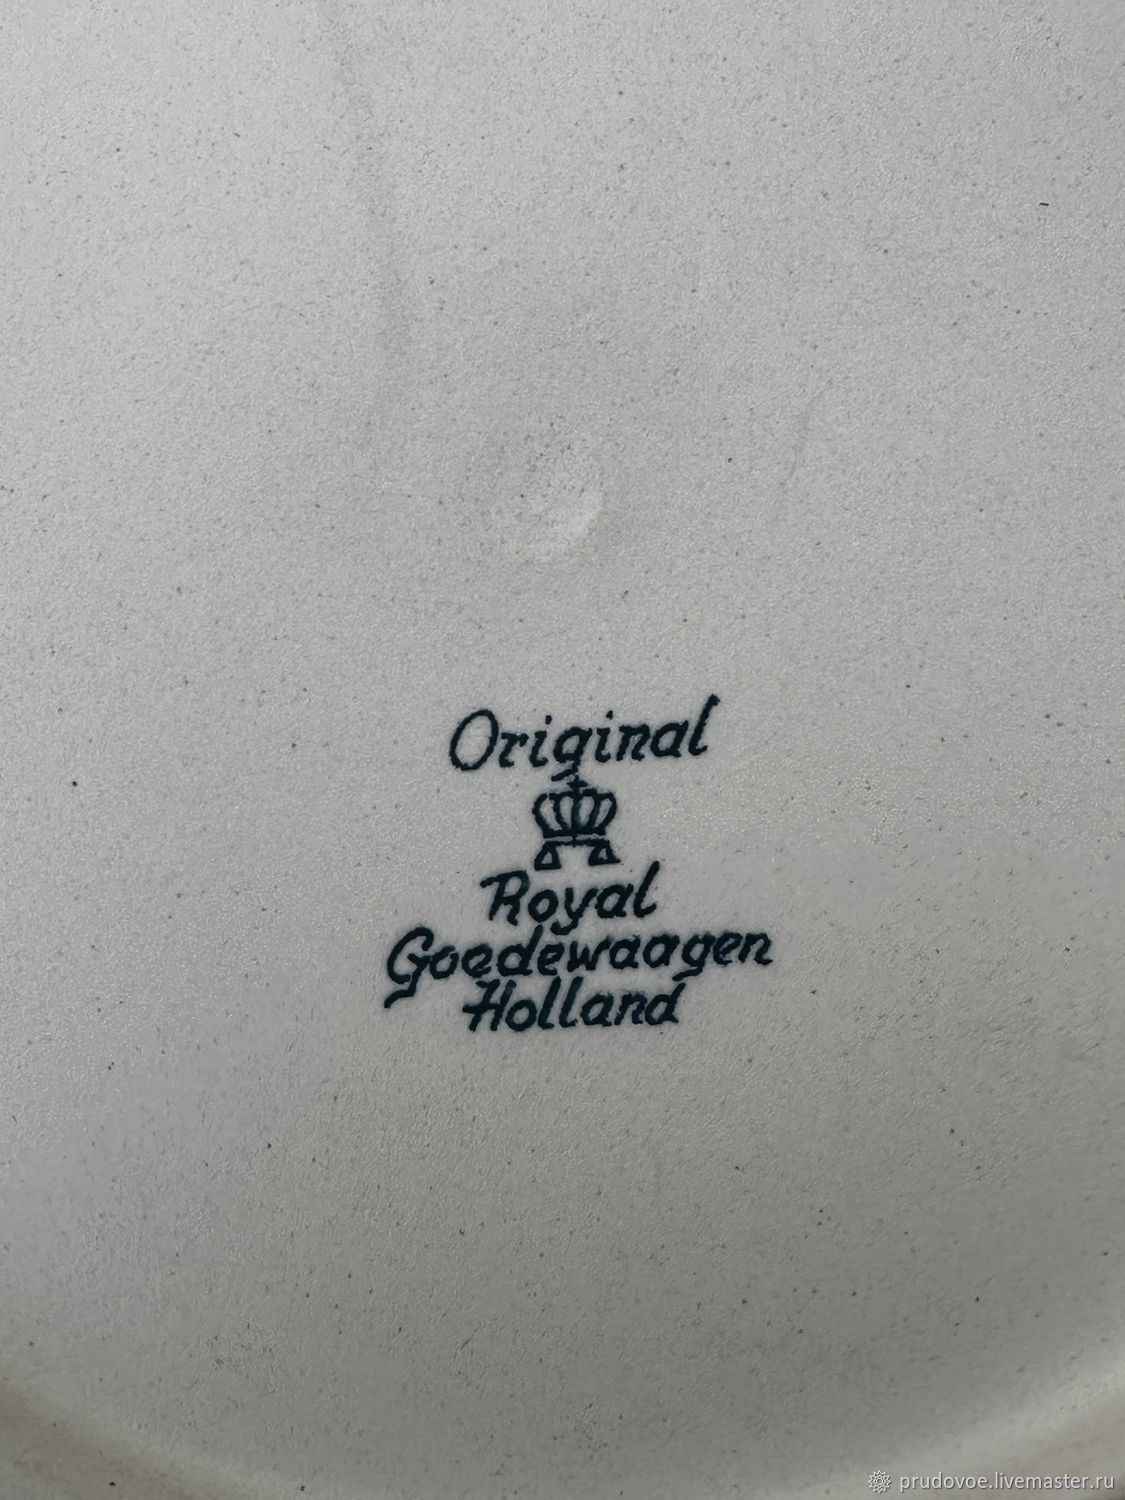 Original
Royal
Goedewaagen
Holland
prudovoe.livemaster.ru